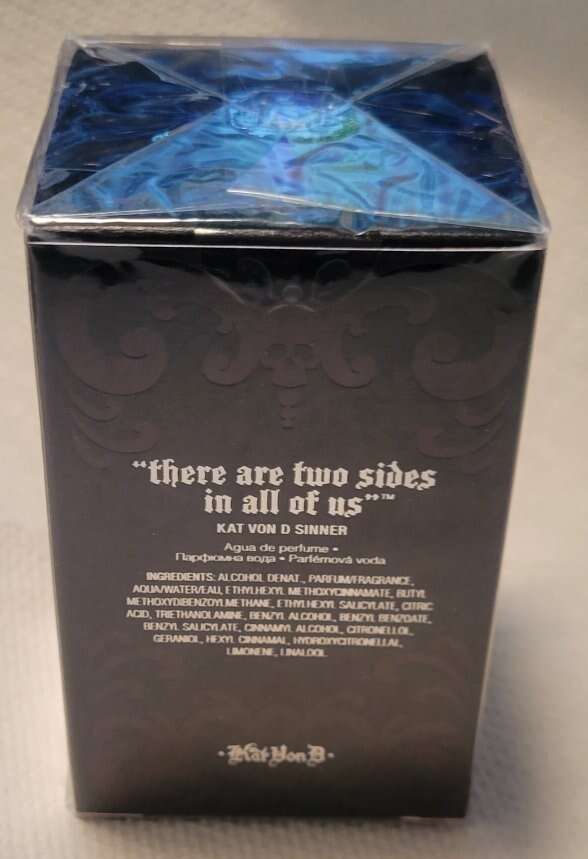 “there are two sides
in all of us”™
KAT VON D SINNER
Agua de perfume •
Парфюмна вода • Parfémová voda
INGREDIENTS: ALCOHOL DENAT., PARFUM/FRAGRANCE,
AQUA/WATER/EAU, ETHYLHEXYL METHOXYCINNAMATE, BUTYL
METHOXYDIBENZOYLMETHANE, ETHYLHEXYL SALICYLATE, CITRIC
ACID, TRIETHANOLAMINE, BENZYL ALCOHOL, BENZYL BENZOATE,
BENZYL SALICYLATE, CINNAMYL ALCOHOL, CITRONELLOL,
GERANIOL, HEXYL CINNAMAL, HYDROXYCITRONELLAL,
LIMONENE, LINALOOL
• Kat Von D •